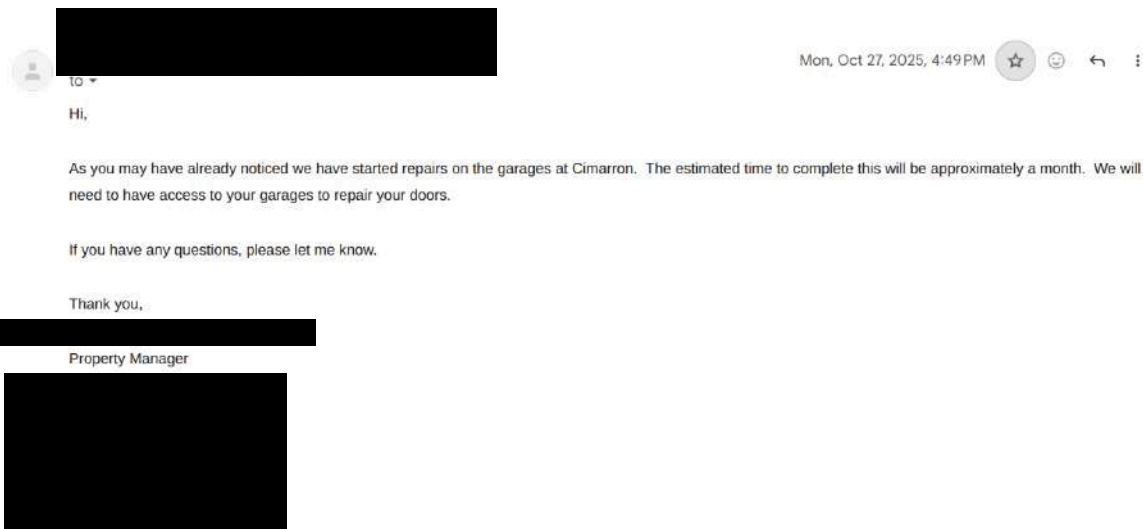 Mon, Oct 27, 2025, 4:49 PM
to
Hi,
As you may have already noticed we have started repairs on the garages at Cimarron.  The estimated time to complete this will be approximately a month.  We will
need to have access to your garages to repair your doors.
If you have any questions, please let me know.
Thank you,
Property Manager